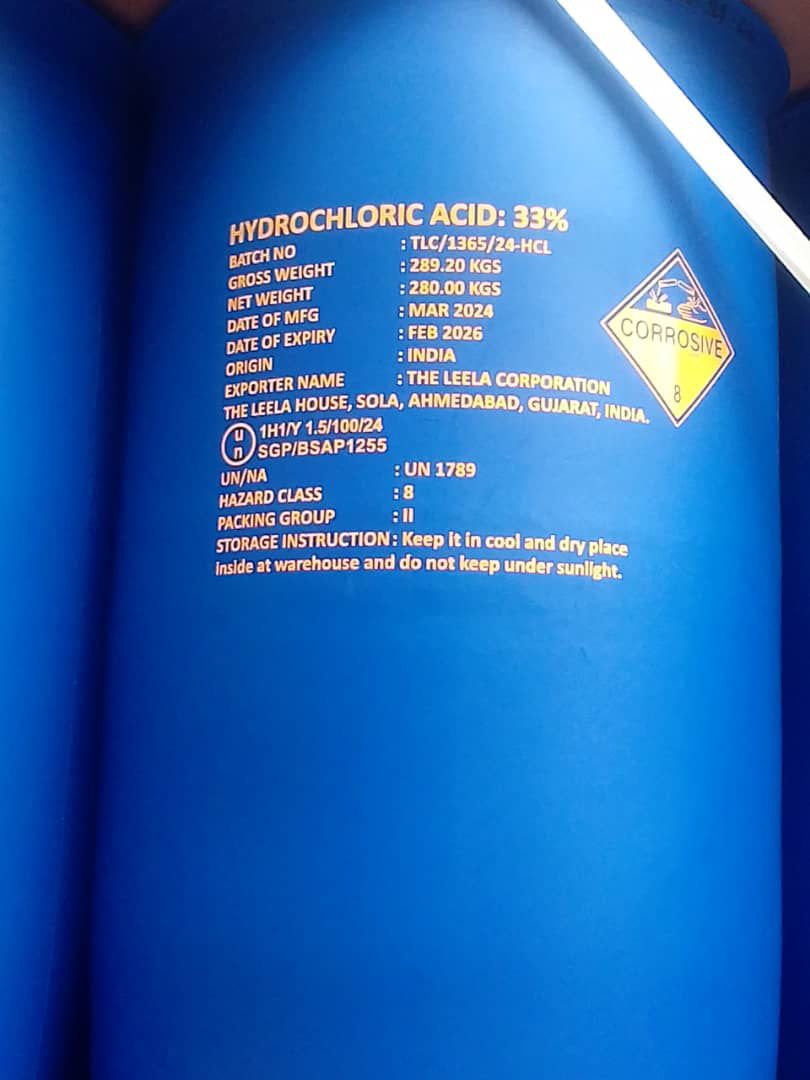 HYDROCHLORIC ACID: 33%
BATCH NO : TLC/1365/24-HCL
GROSS WEIGHT : 289.20 KGS
NET WEIGHT : 280.00 KGS
DATE OF MFG : MAR 2024
DATE OF EXPIRY : FEB 2026
ORIGIN : INDIA
EXPORTER NAME : THE LEELA CORPORATION
THE LEELA HOUSE, SOLA, AHMEDABAD, GUJARAT, INDIA.
un 1H1/Y 1.5/100/24
SGP/BSAP1255
UN/NA : UN 1789
HAZARD CLASS : 8
PACKING GROUP : II
STORAGE INSTRUCTION : Keep it in cool and dry place
inside at warehouse and do not keep under sunlight.
CORROSIVE
8